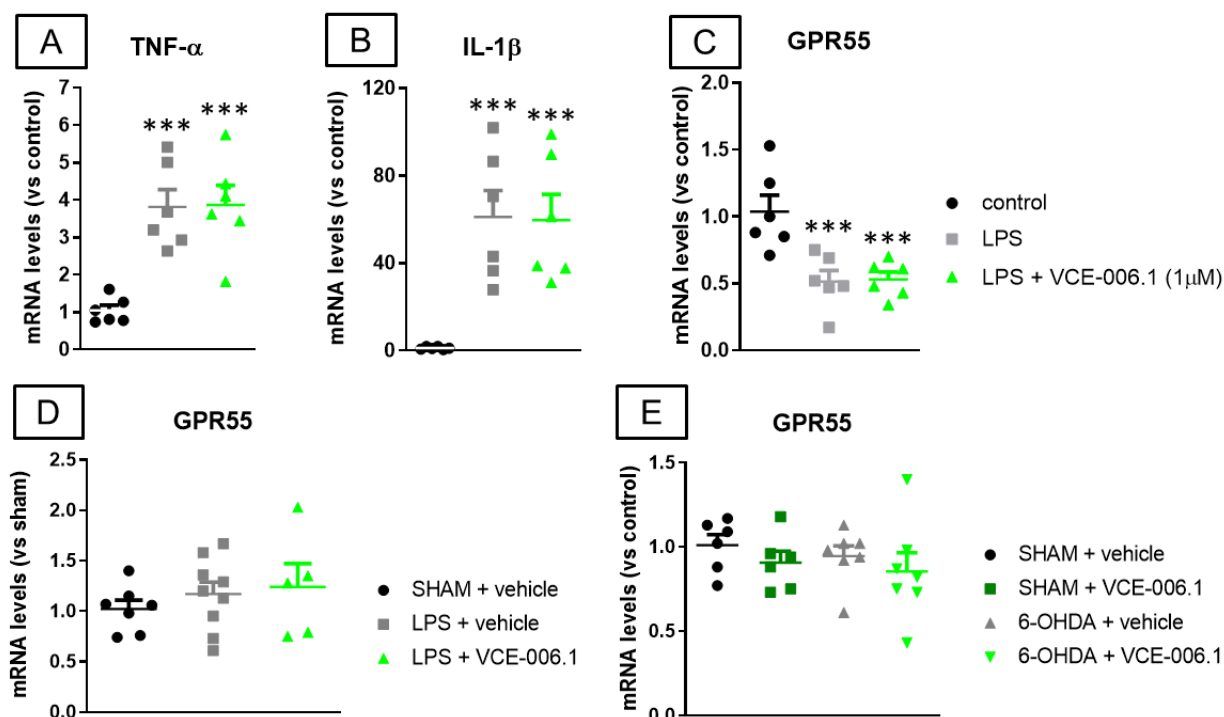 A
TNF-α
mRNA levels (vs control)
7
6
5
4
3
2
1
0
***
***
B
IL-1β
mRNA levels (vs control)
120
80
40
0
***
***
C
GPR55
mRNA levels (vs control)
2.0
1.5
1.0
0.5
0.0
***
***
control
LPS
LPS + VCE-006.1 (1μM)
D
GPR55
mRNA levels (vs sham)
2.5
2.0
1.5
1.0
0.5
0.0
SHAM + vehicle
LPS + vehicle
LPS + VCE-006.1
E
GPR55
mRNA levels (vs control)
1.5
1.0
0.5
0.0
SHAM + vehicle
SHAM + VCE-006.1
6-OHDA + vehicle
6-OHDA + VCE-006.1